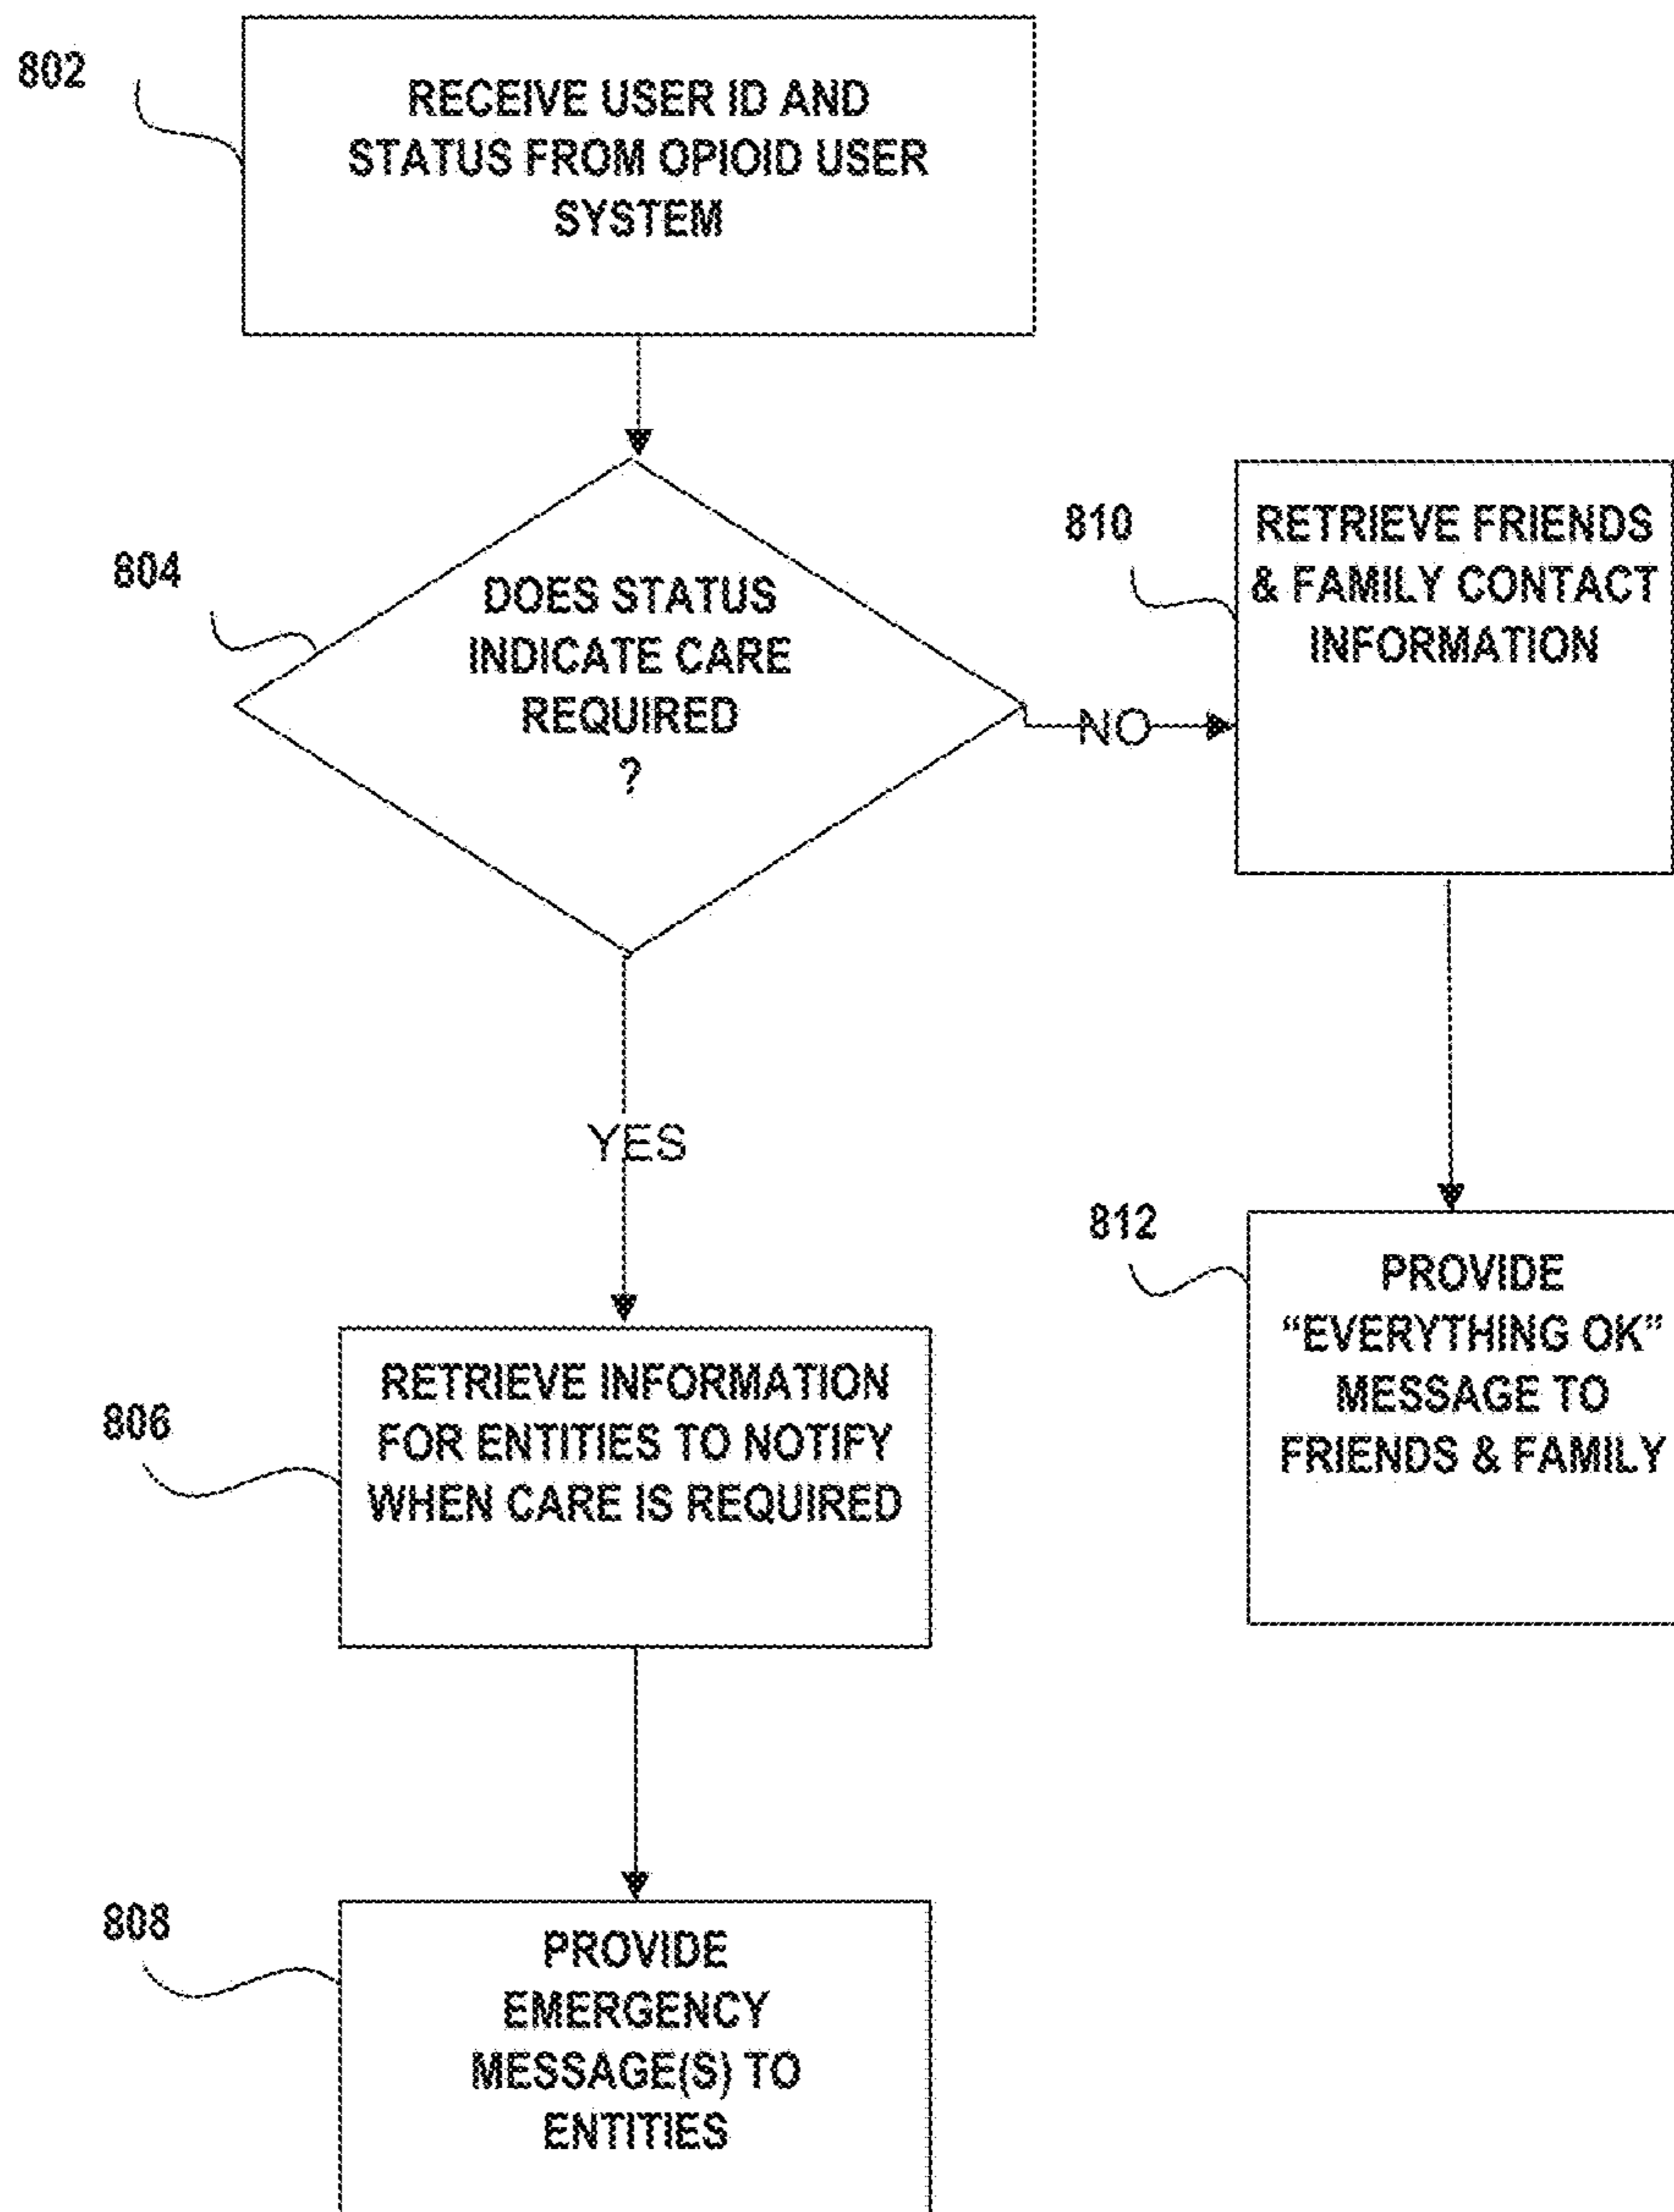 802
RECEIVE USER ID AND
STATUS FROM OPIOID USER
SYSTEM
804
DOES STATUS
INDICATE CARE
REQUIRED
?
NO
810
RETRIEVE FRIENDS
& FAMILY CONTACT
INFORMATION
YES
812
PROVIDE
“EVERYTHING OK”
MESSAGE TO
FRIENDS & FAMILY
806
RETRIEVE INFORMATION
FOR ENTITIES TO NOTIFY
WHEN CARE IS REQUIRED
808
PROVIDE
EMERGENCY
MESSAGE(S) TO
ENTITIES